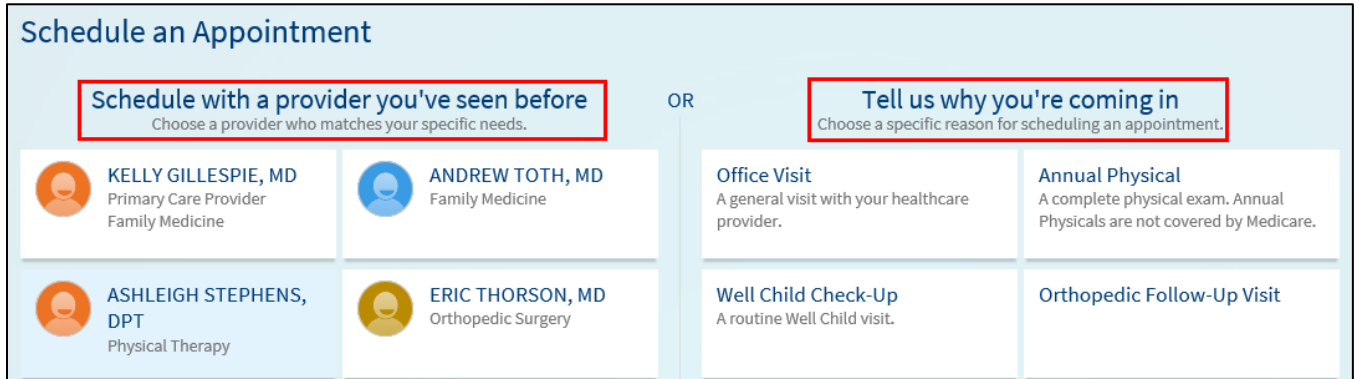 Schedule an Appointment
Schedule with a provider you've seen before
Choose a provider who matches your specific needs.
OR
Tell us why you're coming in
Choose a specific reason for scheduling an appointment.
KELLY GILLESPIE, MD
Primary Care Provider
Family Medicine
ANDREW TOTH, MD
Family Medicine
ASHLEIGH STEPHENS,
DPT
Physical Therapy
ERIC THORSON, MD
Orthopedic Surgery
Office Visit
A general visit with your healthcare
provider.
Annual Physical
A complete physical exam. Annual
Physicals are not covered by Medicare.
Well Child Check-Up
A routine Well Child visit.
Orthopedic Follow-Up Visit